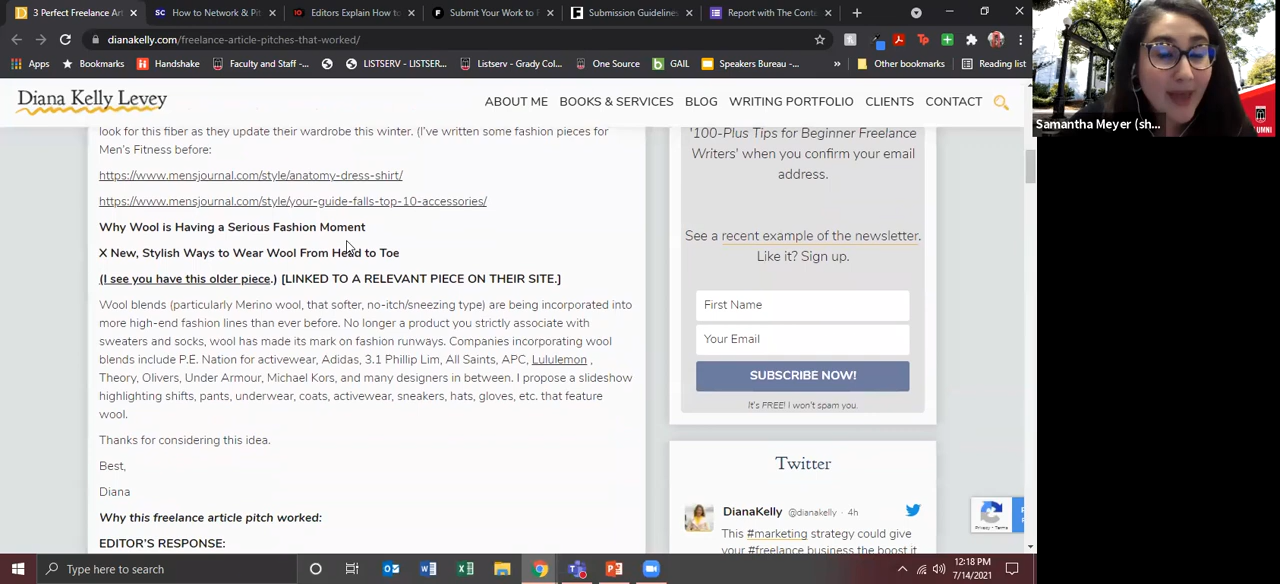 3 Perfect Freelance Ar
How to Network & Pi
Editors Explain How to
Submit Your Work to
Submission Guidelines
Report with The Conte
dianakelly.com/freelance-article-pitches-that-worked/
Apps
Bookmarks
Handshake
Faculty and Staff -...
LISTSERV - LISTSER...
Listserv - Grady Col...
One Source
GAIL
Speakers Bureau -...
»
Other bookmarks
Reading list
Diana Kelly Levey
ABOUT ME BOOKS & SERVICES BLOG WRITING PORTFOLIO CLIENTS CONTACT
look for this fiber as they update their wardrobe this winter. (I've written some fashion pieces for
Men's Fitness before:
https://www.mensjournal.com/style/anatomy-dress-shirt/
https://www.mensjournal.com/style/your-guide-falls-top-10-accessories/
Why Wool is Having a Serious Fashion Moment
X New, Stylish Ways to Wear Wool From Head to Toe
(I see you have this older piece.) [LINKED TO A RELEVANT PIECE ON THEIR SITE.]
Wool blends (particularly Merino wool, that softer, no-itch/sneezing type) are being incorporated into
more high-end fashion lines than ever before. No longer a product you strictly associate with
sweaters and socks, wool has made its mark on fashion runways. Companies incorporating wool
blends include P.E. Nation for activewear, Adidas, 3.1 Phillip Lim, All Saints, APC, Lululemon ,
Theory, Olivers, Under Armour, Michael Kors, and many designers in between. I propose a slideshow
highlighting shifts, pants, underwear, coats, activewear, sneakers, hats, gloves, etc. that feature
wool.
Thanks for considering this idea.
Best,
Diana
Why this freelance article pitch worked:
EDITOR'S RESPONSE:
'100-Plus Tips for Beginner Freelance
Writers' when you confirm your email
address.
See a recent example of the newsletter.
Like it? Sign up.
First Name
Your Email
SUBSCRIBE NOW!
It's FREE! I won't spam you.
Twitter
DianaKelly @dianakelly · 4h
This #marketing strategy could give
your #freelance business the boost it
Privacy - Terms
Samantha Meyer (sh...
Type here to search
12:18 PM
7/14/2021